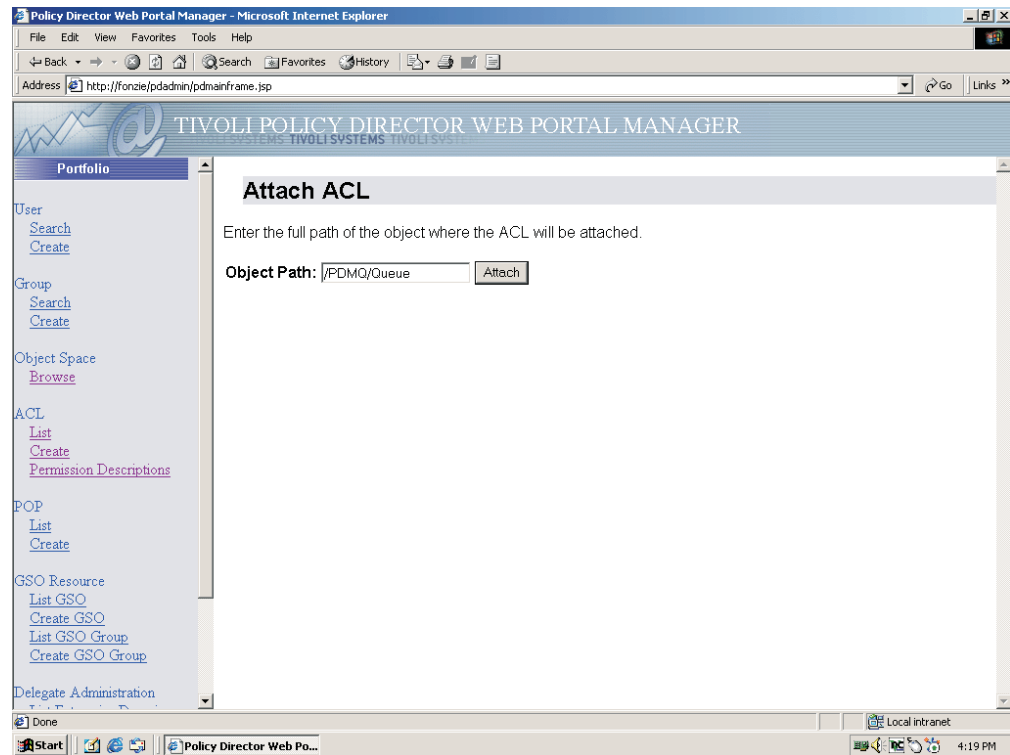 Policy Director Web Portal Manager - Microsoft Internet Explorer
File Edit View Favorites Tools Help
Back Search Favorites History
Address http://fonzie/pdadmin/pdmainframe.jsp Go Links »
TIVOLI POLICY DIRECTOR WEB PORTAL MANAGER
TIVOLI SYSTEMS
Portfolio
Attach ACL
User
Search
Create
Enter the full path of the object where the ACL will be attached.
Object Path: /PDMQ/Queue Attach
Group
Search
Create
Object Space
Browse
ACL
List
Create
Permission Descriptions
POP
List
Create
GSO Resource
List GSO
Create GSO
List GSO Group
Create GSO Group
Delegate Administration
Done Local intranet
Start Policy Director Web Po... 4:19 PM